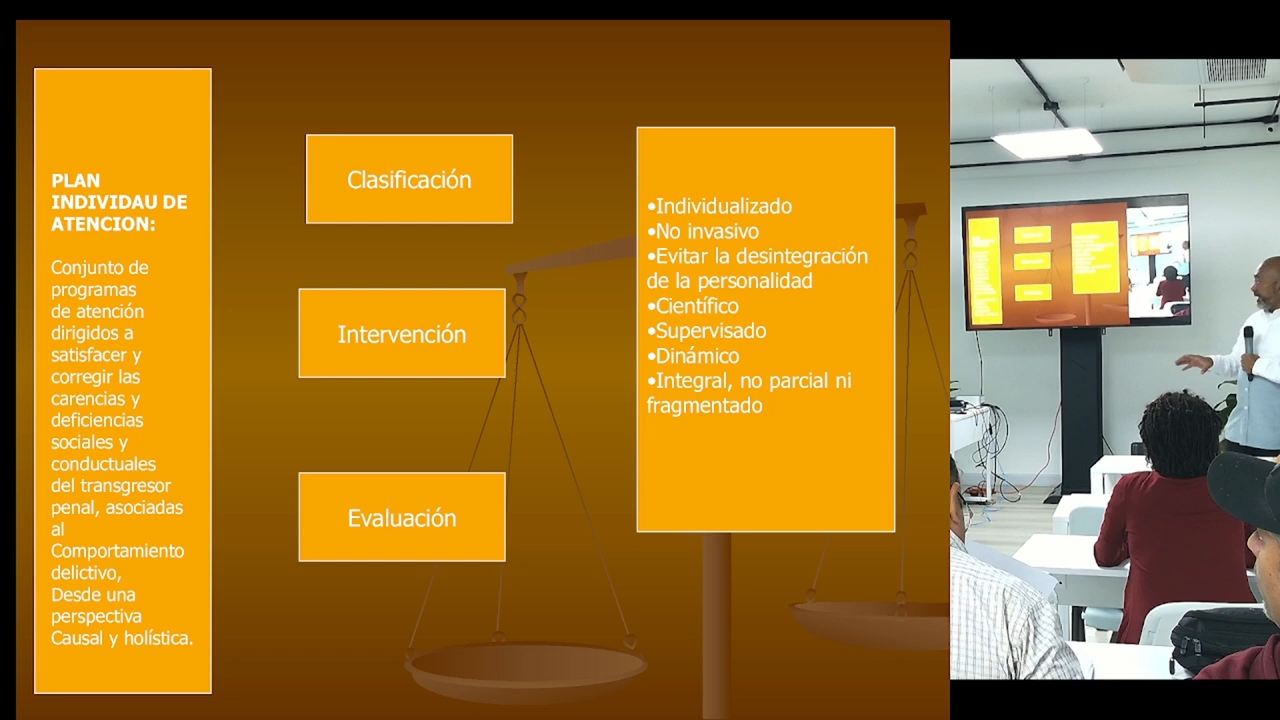 PLAN
INDIVIDAU DE
ATENCION:
Conjunto de
programas
de atención
dirigidos a
satisfacer y
corregir las
carencias y
deficiencias
sociales y
conductuales
del transgresor
penal, asociadas
al
Comportamiento
delictivo,
Desde una
perspectiva
Causal y holística.
Clasificación
Intervención
Evaluación
•Individualizado
•No invasivo
•Evitar la desintegración
de la personalidad
•Científico
•Supervisado
•Dinámico
•Integral, no parcial ni
fragmentado